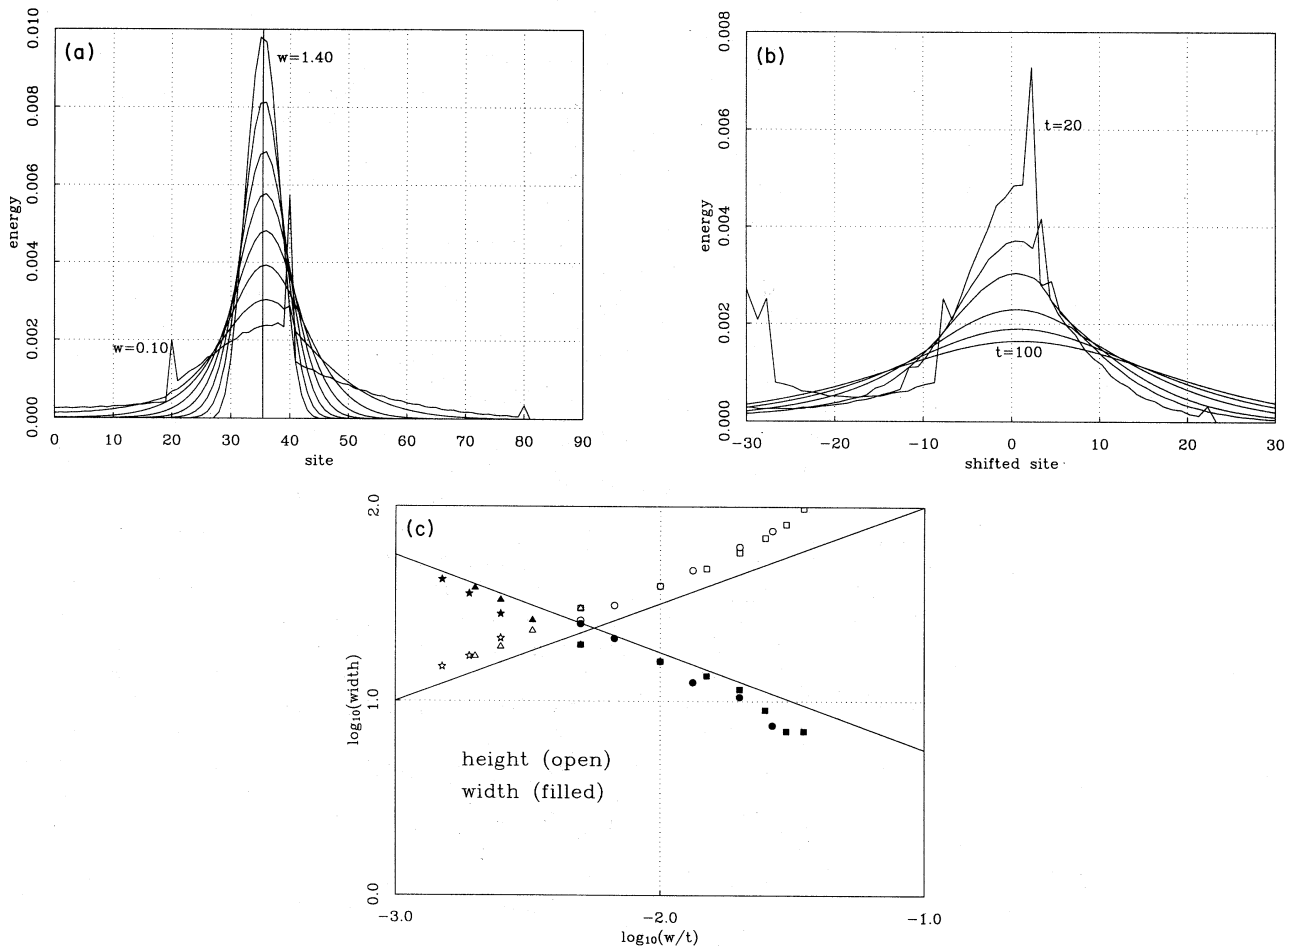 (a)
w=1.40
w=0.10
energy
0.010
0.008
0.006
0.004
0.002
0.000
0 10 20 30 40 50 60 70 80 90
site
(b)
t=20
t=100
energy
0.008
0.006
0.004
0.002
0.000
−30 −20 −10 0 10 20 30
shifted site
(c)
height (open)
width (filled)
log₁₀(width)
2.0
1.0
0.0
−3.0 −2.0 −1.0
log₁₀(w/t)